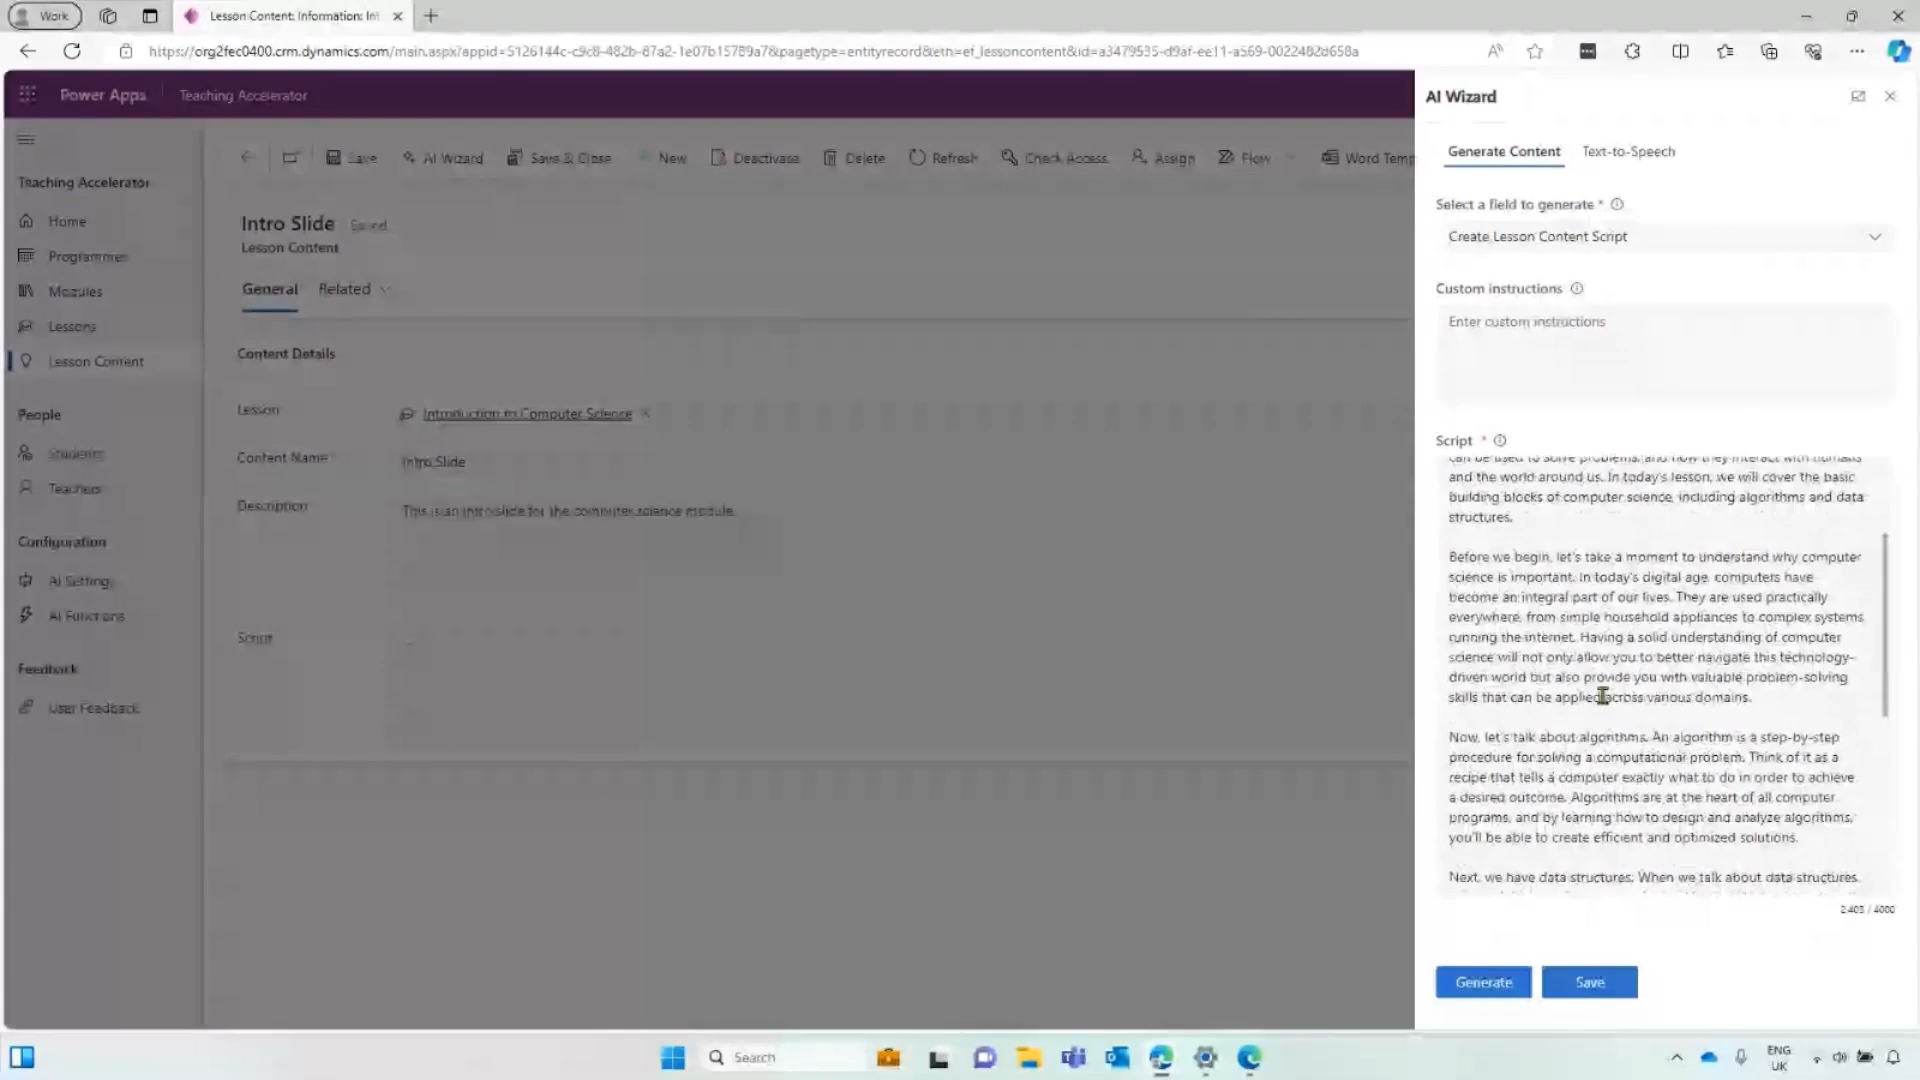 Work
Lesson Content: Information: Int
https://org2fec0400.crm.dynamics.com/main.aspx?appid=5126144c-c9c8-482b-87a2-1e07b15789a7&pagetype=entityrecord&etn=ef_lessoncontent&id=a3479535-d9af-ee11-a569-0022482d658a
Power Apps
Teaching Accelerator
Teaching Accelerator
Home
Programmes
Modules
Lessons
Lesson Content
People
Students
Teachers
Configuration
AI Setting
AI Functions
Feedback
User Feedback
Save
AI Wizard
Save & Close
New
Deactivate
Delete
Refresh
Check Access
Assign
Flow
Word Temp
Intro Slide
Saved
Lesson Content
General
Related
Content Details
Lesson
Introduction to Computer Science
Content Name
Intro Slide
Description
This is an intro slide for the computer science module.
Script
AI Wizard
Generate Content
Text-to-Speech
Select a field to generate *
Create Lesson Content Script
Custom instructions
Enter custom instructions
Script *
can be used to solve problems, and how they interact with humans
and the world around us. In today's lesson, we will cover the basic
building blocks of computer science, including algorithms and data
structures.
Before we begin, let's take a moment to understand why computer
science is important. In today's digital age, computers have
become an integral part of our lives. They are used practically
everywhere, from simple household appliances to complex systems
running the internet. Having a solid understanding of computer
science will not only allow you to better navigate this technology-
driven world but also provide you with valuable problem-solving
skills that can be applied across various domains.
Now, let's talk about algorithms. An algorithm is a step-by-step
procedure for solving a computational problem. Think of it as a
recipe that tells a computer exactly what to do in order to achieve
a desired outcome. Algorithms are at the heart of all computer
programs, and by learning how to design and analyze algorithms,
you'll be able to create efficient and optimized solutions.
Next, we have data structures. When we talk about data structures,
2,403 / 4000
Generate
Save
Search
ENG
UK